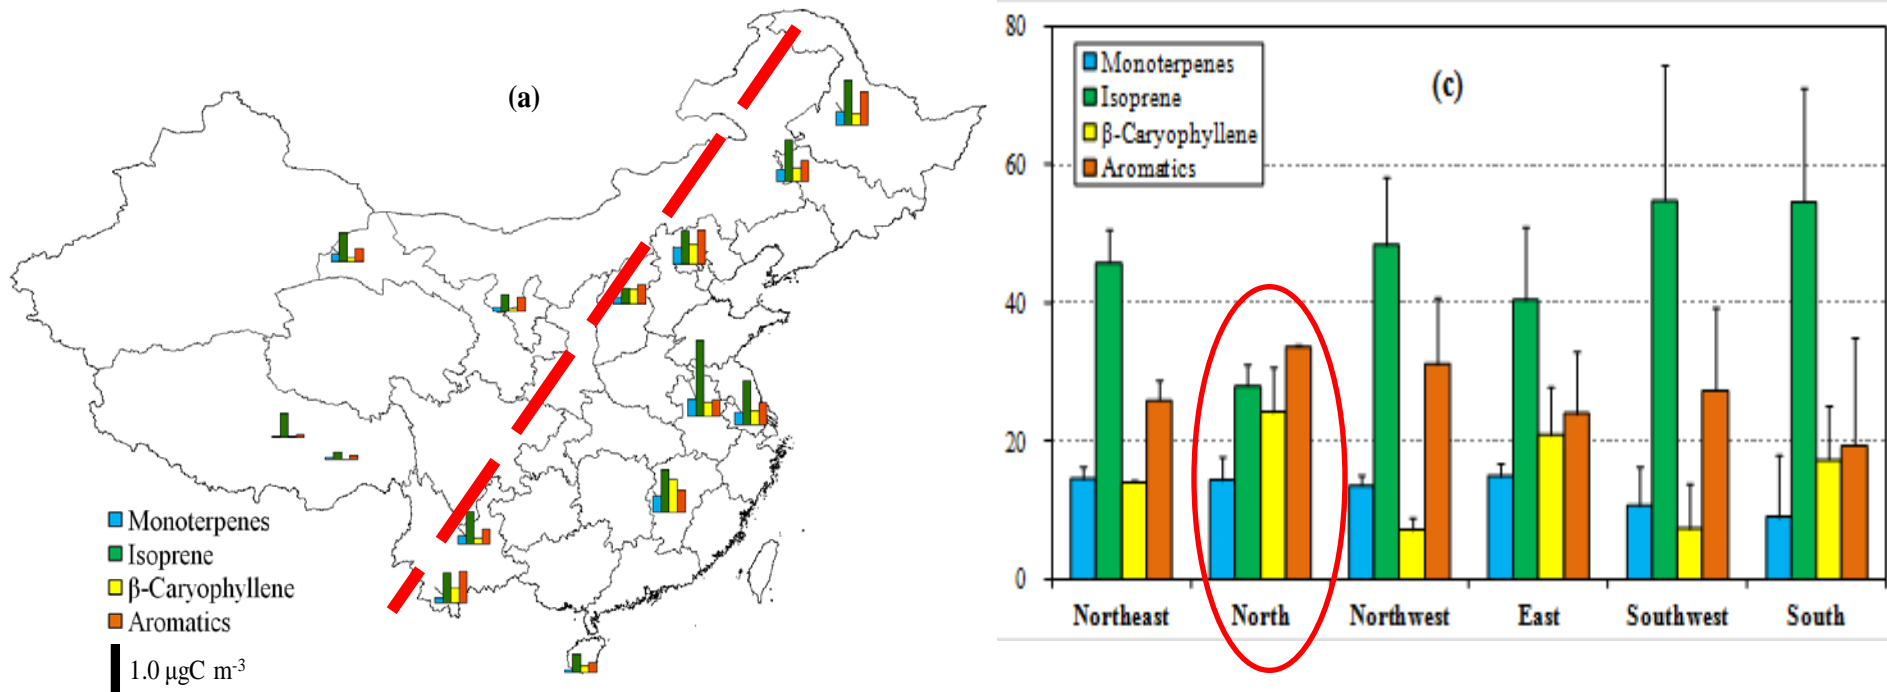 (a)
Monoterpenes
Isoprene
β-Caryophyllene
Aromatics
1.0 μgC m-3
80
60
40
20
0
Monoterpenes
Isoprene
β-Caryophyllene
Aromatics
(c)
Northeast North Northwest East Southwest South